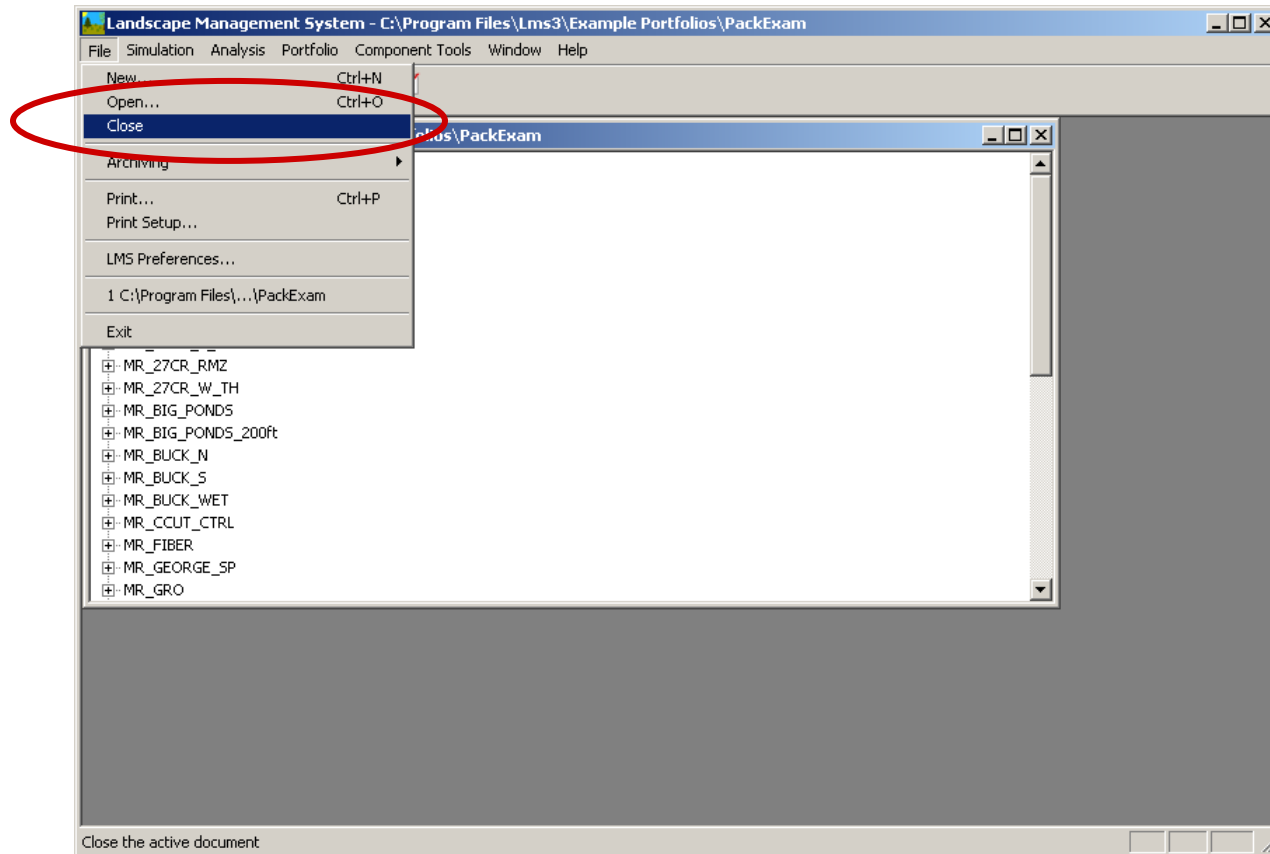 Landscape Management System - C:\Program Files\Lms3\Example Portfolios\PackExam
File Simulation Analysis Portfolio Component Tools Window Help
New... Ctrl+N
Open... Ctrl+O
Close
folios\PackExam
Archiving
Print... Ctrl+P
Print Setup...
LMS Preferences...
1 C:\Program Files\...\PackExam
Exit
MR_27CR_RMZ
MR_27CR_W_TH
MR_BIG_PONDS
MR_BIG_PONDS_200ft
MR_BUCK_N
MR_BUCK_S
MR_BUCK_WET
MR_CCUT_CTRL
MR_FIBER
MR_GEORGE_SP
MR_GRO
Close the active document